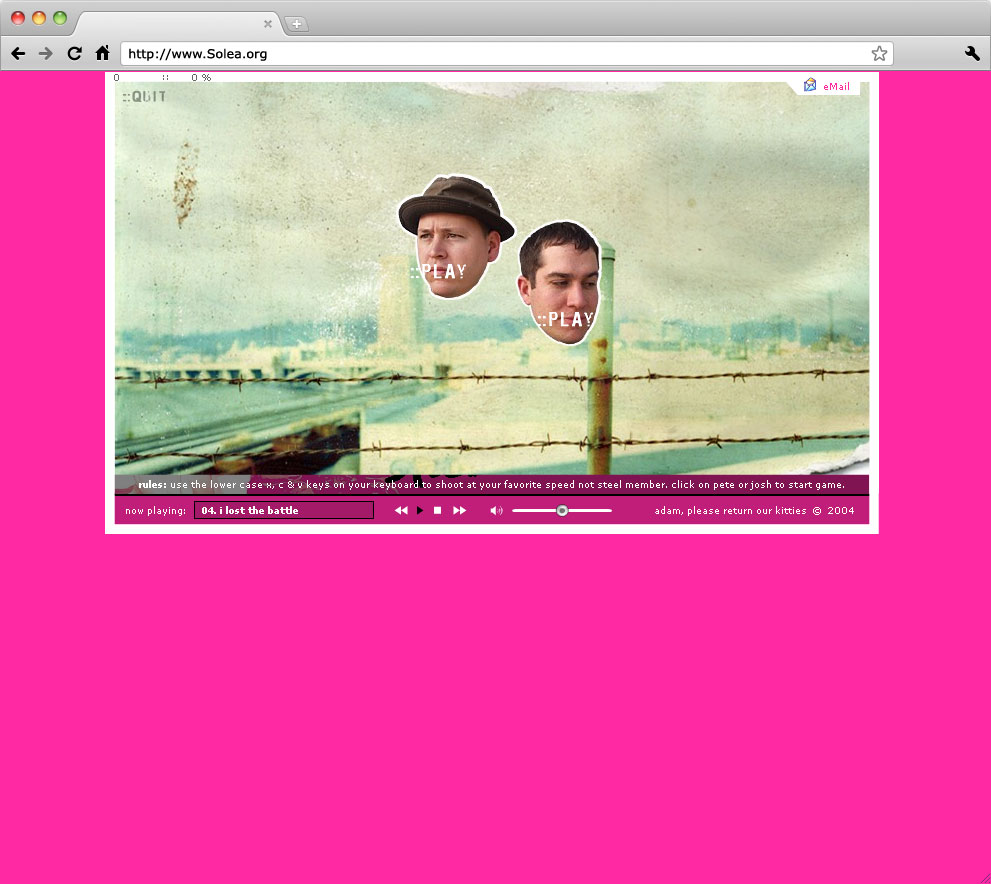 http://www.Solea.org
0 :: 0 %
eMail
::QUIT
::PLAY
::PLAY
rules: use the lower case x, c & v keys on your keyboard to shoot at your favorite speed not steel member. click on pete or josh to start game.
now playing: 04. i lost the battle
adam, please return our kitties © 2004